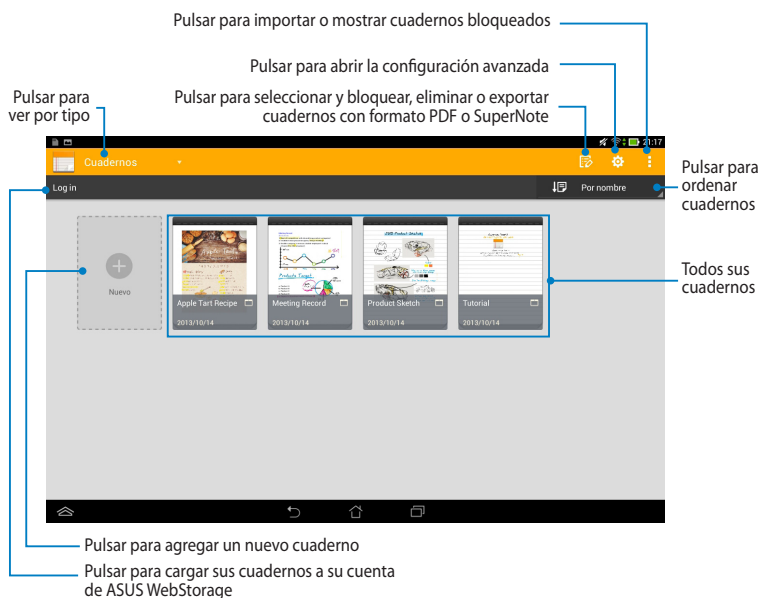 Pulsar para importar o mostrar cuadernos bloqueados
Pulsar para abrir la configuración avanzada
Pulsar para
ver por tipo
Pulsar para seleccionar y bloquear, eliminar o exportar
cuadernos con formato PDF o SuperNote
21:17
Cuadernos
Log in
Por nombre
Pulsar para
ordenar
cuadernos
Nuevo
Apple Tart Recipe
2013/10/14
Meeting Record
2013/10/14
Product Sketch
2013/10/14
Tutorial
2013/10/14
Todos sus
cuadernos
Pulsar para agregar un nuevo cuaderno
Pulsar para cargar sus cuadernos a su cuenta
de ASUS WebStorage